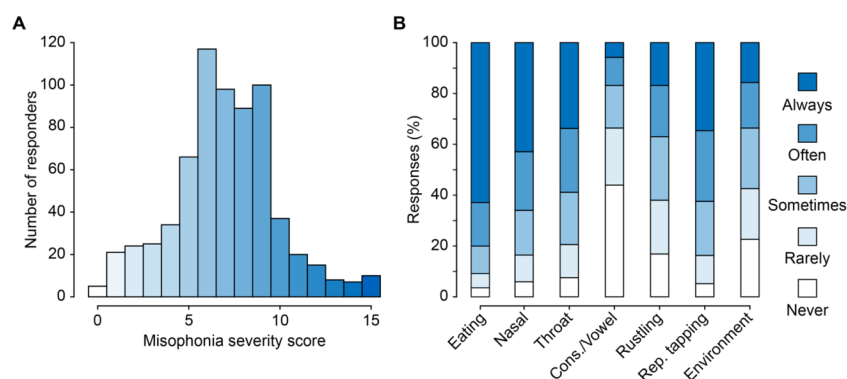 A
Number of responders
120
100
80
60
40
20
0
0 5 10 15
Misophonia severity score
B
Responses (%)
100
80
60
40
20
0
Eating
Nasal
Throat
Cons./Vowel
Rustling
Rep. tapping
Environment
Always
Often
Sometimes
Rarely
Never